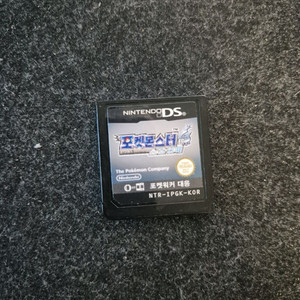 NINTENDO DS
포켓몬스터
The Pokémon Company
Nintendo
포켓워커 대응
NTR-IPGK-KOR